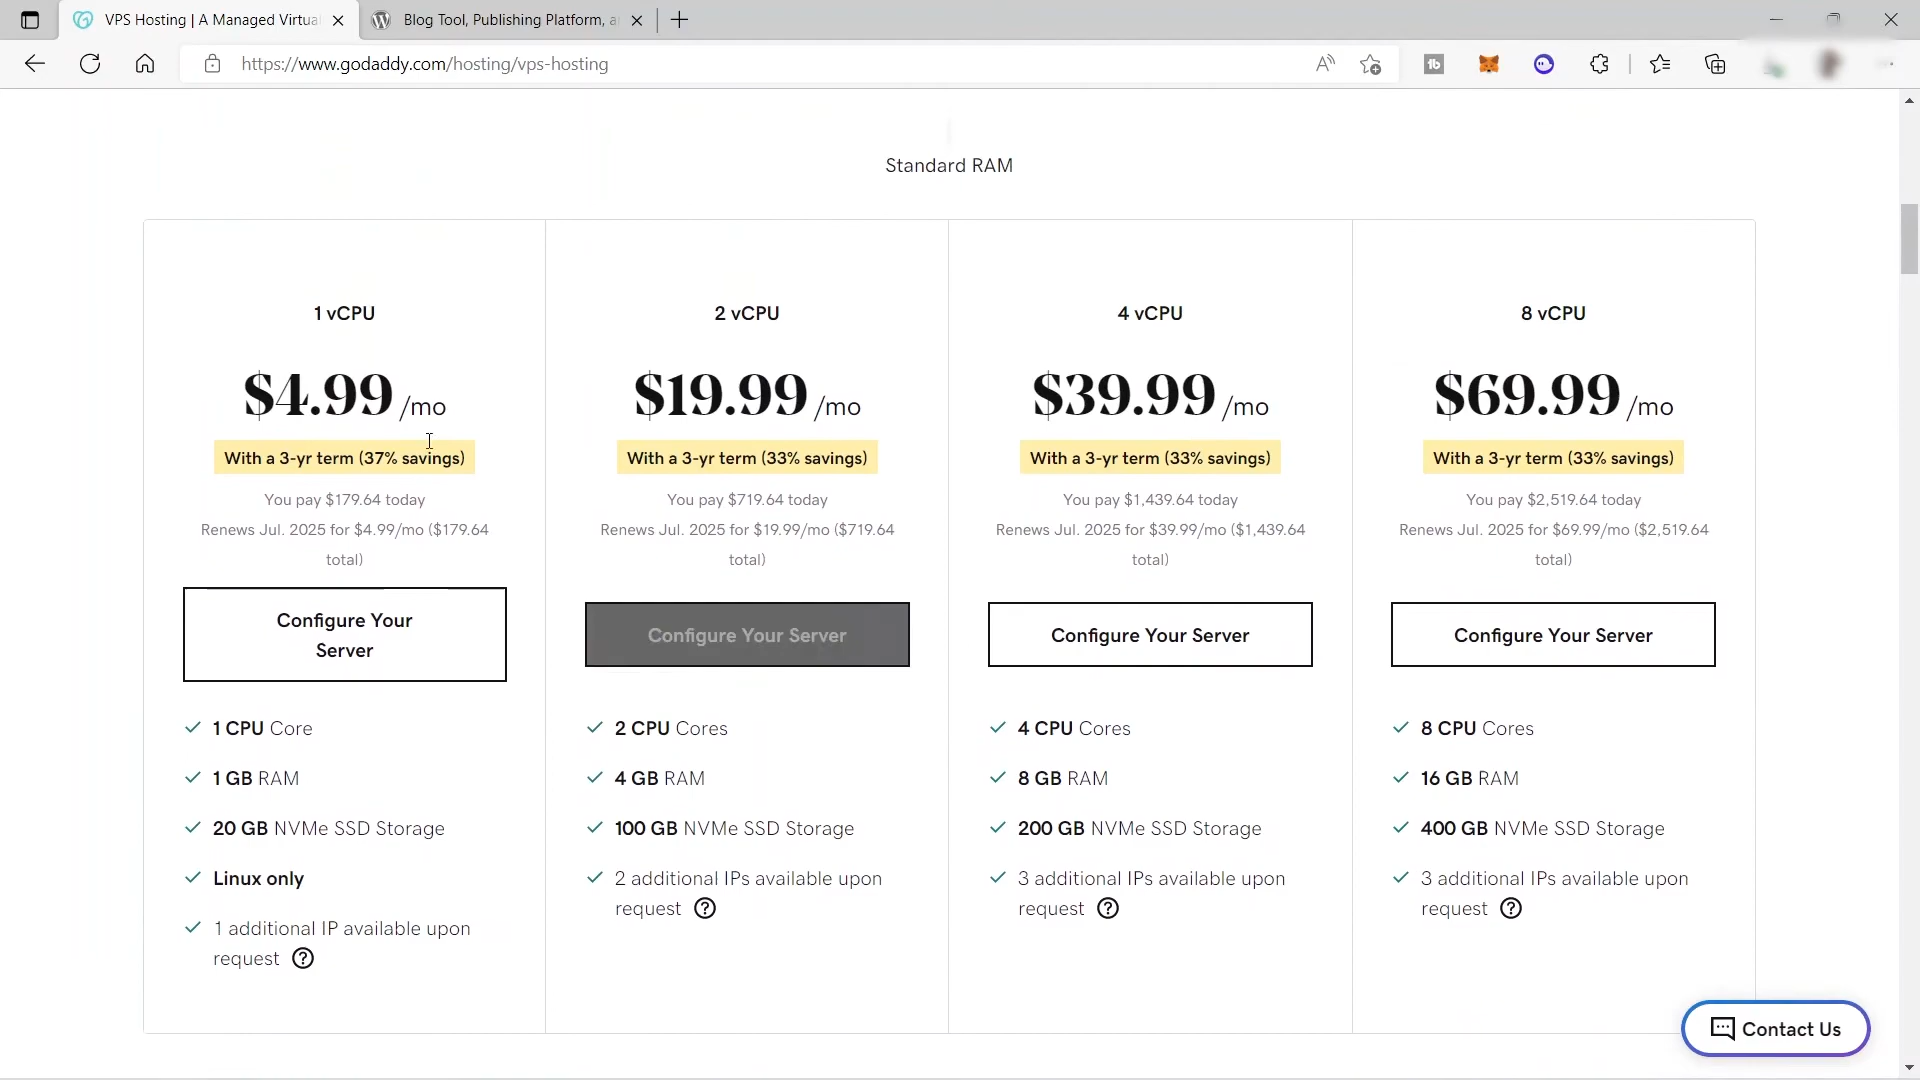 VPS Hosting | A Managed Virtua
Blog Tool, Publishing Platform, a
https://www.godaddy.com/hosting/vps-hosting
Standard RAM
1 vCPU
$4.99 /mo
With a 3-yr term (37% savings)
You pay $179.64 today
Renews Jul. 2025 for $4.99/mo ($179.64
total)
Configure Your
Server
1 CPU Core
1 GB RAM
20 GB NVMe SSD Storage
Linux only
1 additional IP available upon
request ?
2 vCPU
$19.99 /mo
With a 3-yr term (33% savings)
You pay $719.64 today
Renews Jul. 2025 for $19.99/mo ($719.64
total)
Configure Your Server
2 CPU Cores
4 GB RAM
100 GB NVMe SSD Storage
2 additional IPs available upon
request ?
4 vCPU
$39.99 /mo
With a 3-yr term (33% savings)
You pay $1,439.64 today
Renews Jul. 2025 for $39.99/mo ($1,439.64
total)
Configure Your Server
4 CPU Cores
8 GB RAM
200 GB NVMe SSD Storage
3 additional IPs available upon
request ?
8 vCPU
$69.99 /mo
With a 3-yr term (33% savings)
You pay $2,519.64 today
Renews Jul. 2025 for $69.99/mo ($2,519.64
total)
Configure Your Server
8 CPU Cores
16 GB RAM
400 GB NVMe SSD Storage
3 additional IPs available upon
request ?
Contact Us